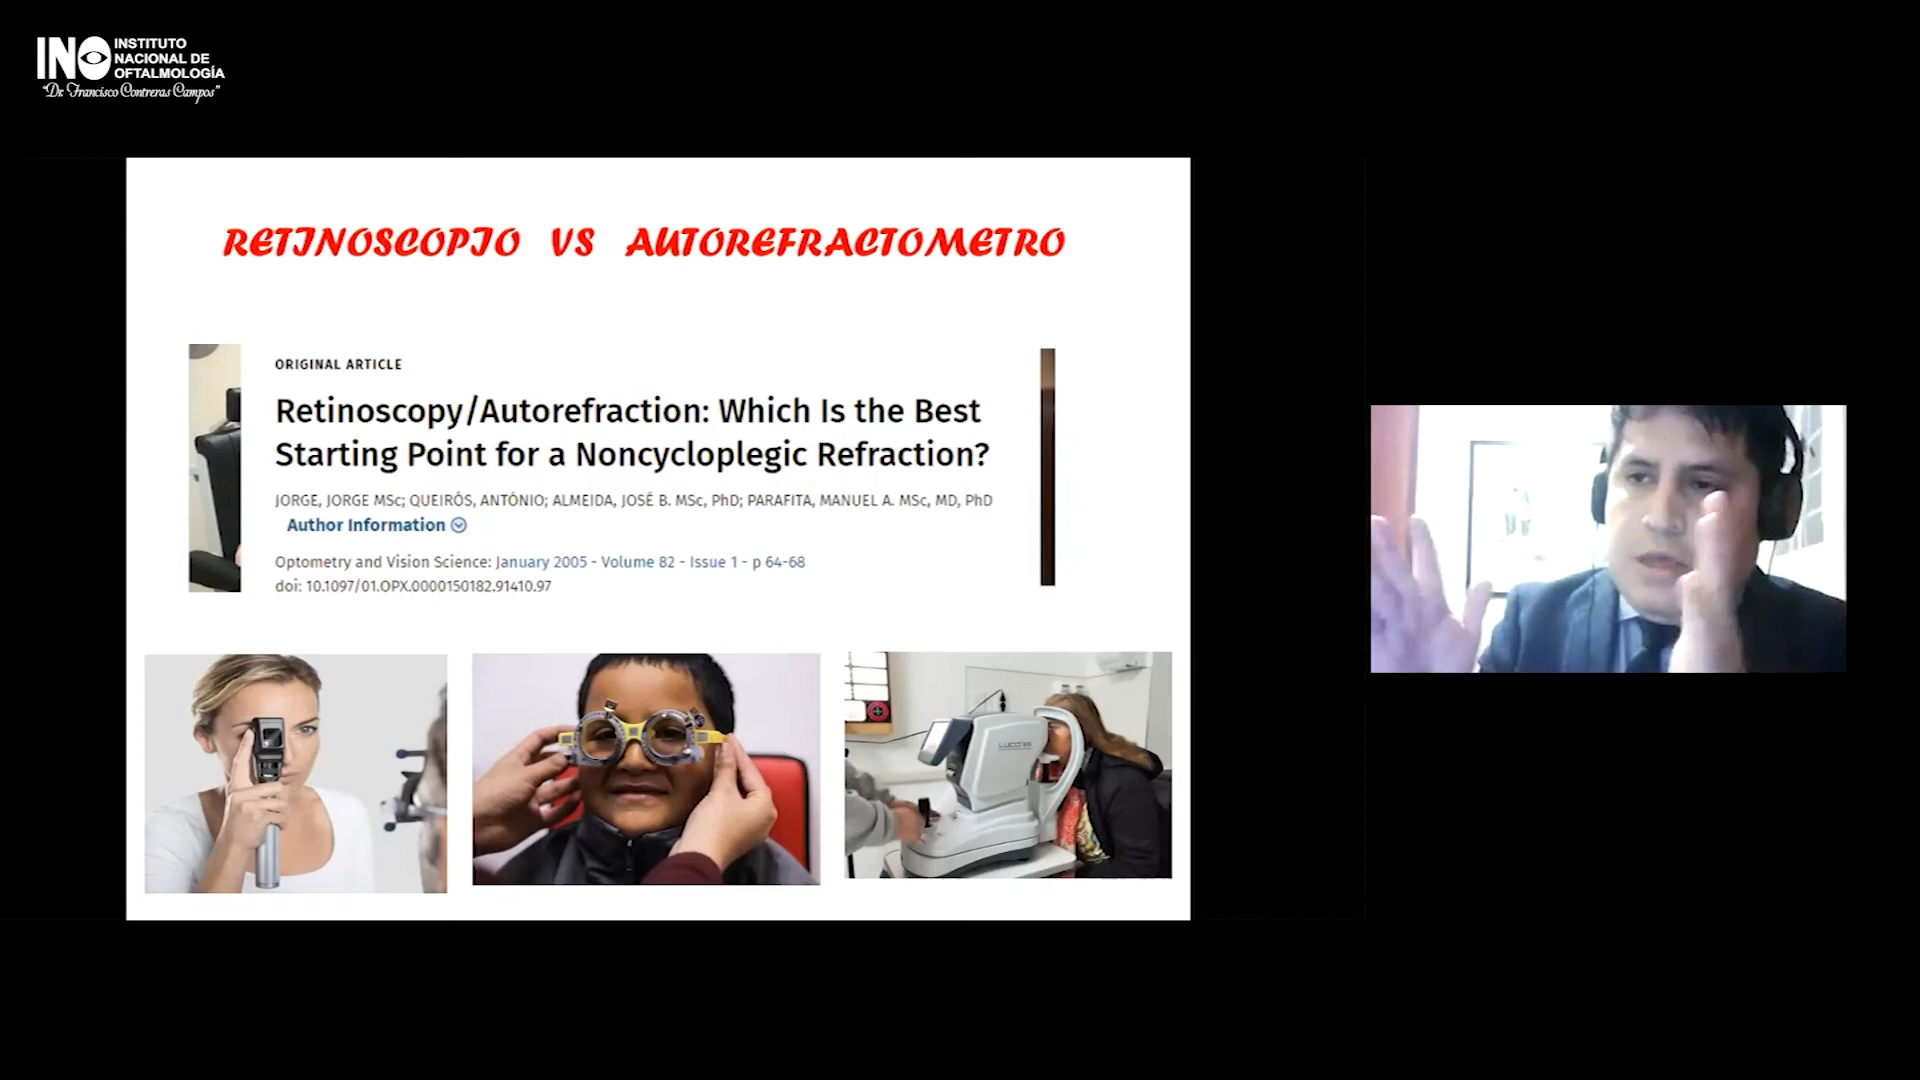 INO INSTITUTO
NACIONAL DE
OFTALMOLOGÍA
"Dr. Francisco Contreras Campos"
RETINOSCOPIO VS AUTOREFRACTOMETRO
ORIGINAL ARTICLE
Retinoscopy/Autorefraction: Which Is the Best
Starting Point for a Noncycloplegic Refraction?
JORGE, JORGE MSc; QUEIRÓS, ANTÓNIO; ALMEIDA, JOSÉ B. MSc, PhD; PARAFITA, MANUEL A. MSc, MD, PhD
Author Information
Optometry and Vision Science: January 2005 - Volume 82 - Issue 1 - p 64-68
doi: 10.1097/01.OPX.0000150182.91410.97